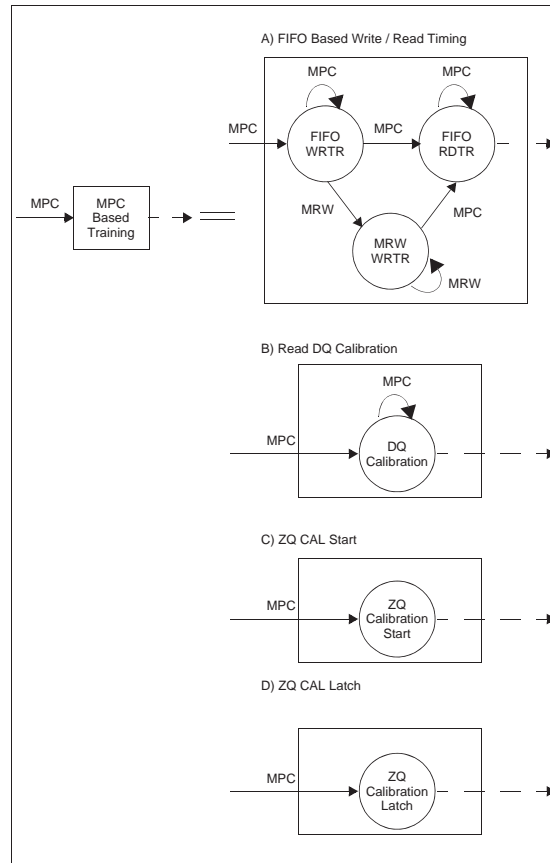 A) FIFO Based Write / Read Timing
MPC
MPC
MPC
FIFO
WRTR
MPC
FIFO
RDTR
MPC
MPC
Based
Training
MRW
MPC
MRW
WRTR
MRW
B) Read DQ Calibration
MPC
MPC
DQ
Calibration
C) ZQ CAL Start
MPC
ZQ
Calibration
Start
D) ZQ CAL Latch
MPC
ZQ
Calibration
Latch